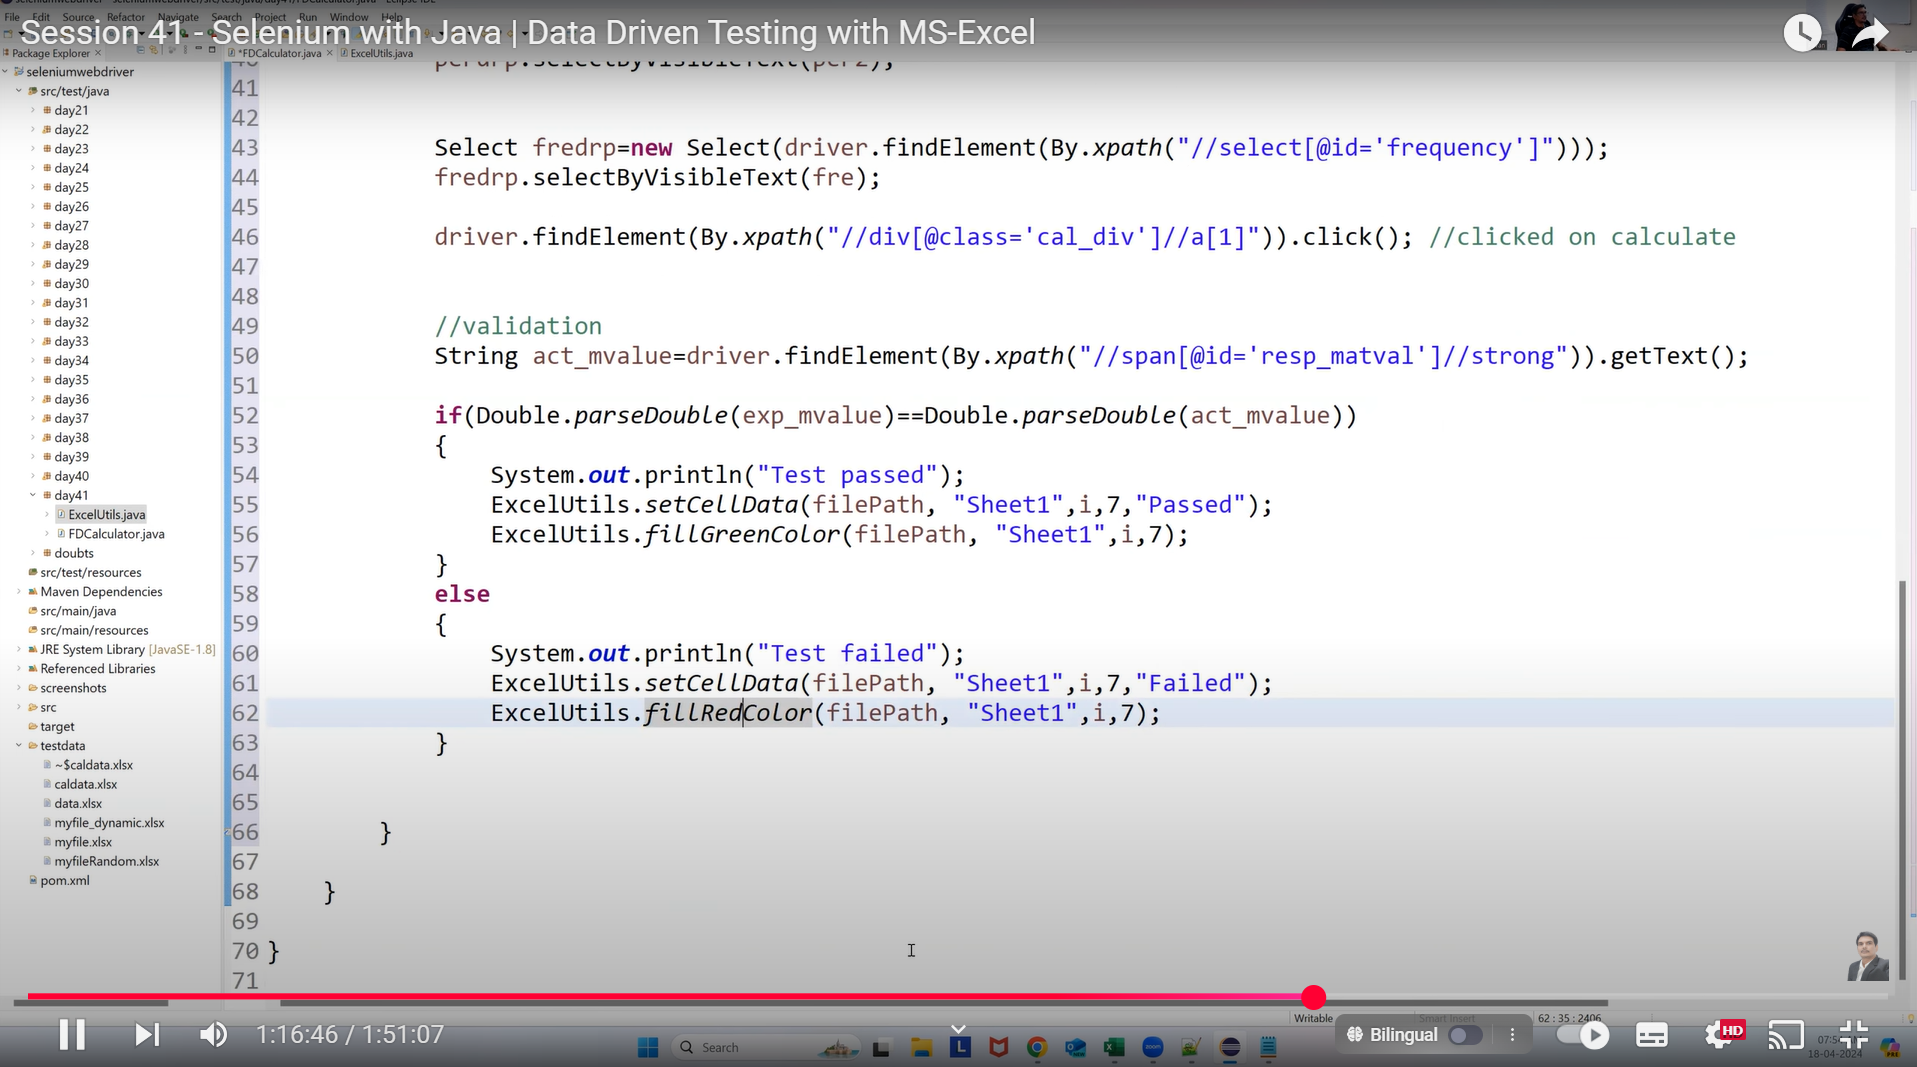 File Edit Source Refactor Navigate Search Project Run Window Help
Session 41 - Selenium with Java | Data Driven Testing with MS-Excel
Package Explorer
*FDCalculator.java
ExcelUtils.java
seleniumwebdriver
src/test/java
day21
day22
day23
day24
day25
day26
day27
day28
day29
day30
day31
day32
day33
day34
day35
day36
day37
day38
day39
day40
day41
ExcelUtils.java
FDCalculator.java
doubts
src/test/resources
Maven Dependencies
src/main/java
src/main/resources
JRE System Library [JavaSE-1.8]
Referenced Libraries
screenshots
src
target
testdata
~$caldata.xlsx
caldata.xlsx
data.xlsx
myfile_dynamic.xlsx
myfile.xlsx
myfileRandom.xlsx
pom.xml
40 perdrp.selectByVisibleText(per2);
41
42
43 Select fredrp=new Select(driver.findElement(By.xpath("//select[@id='frequency']")));
44 fredrp.selectByVisibleText(fre);
45
46 driver.findElement(By.xpath("//div[@class='cal_div']//a[1]")).click(); //clicked on calculate
47
48
49 //validation
50 String act_mvalue=driver.findElement(By.xpath("//span[@id='resp_matval']//strong")).getText();
51
52 if(Double.parseDouble(exp_mvalue)==Double.parseDouble(act_mvalue))
53 {
54 System.out.println("Test passed");
55 ExcelUtils.setCellData(filePath, "Sheet1",i,7,"Passed");
56 ExcelUtils.fillGreenColor(filePath, "Sheet1",i,7);
57 }
58 else
59 {
60 System.out.println("Test failed");
61 ExcelUtils.setCellData(filePath, "Sheet1",i,7,"Failed");
62 ExcelUtils.fillRedColor(filePath, "Sheet1",i,7);
63 }
64
65
66 }
67
68 }
69
70 }
71
Writable
Smart Insert
62 : 35 : 2406
1:16:46 / 1:51:07
Search
Bilingual
HD
18-04-2024